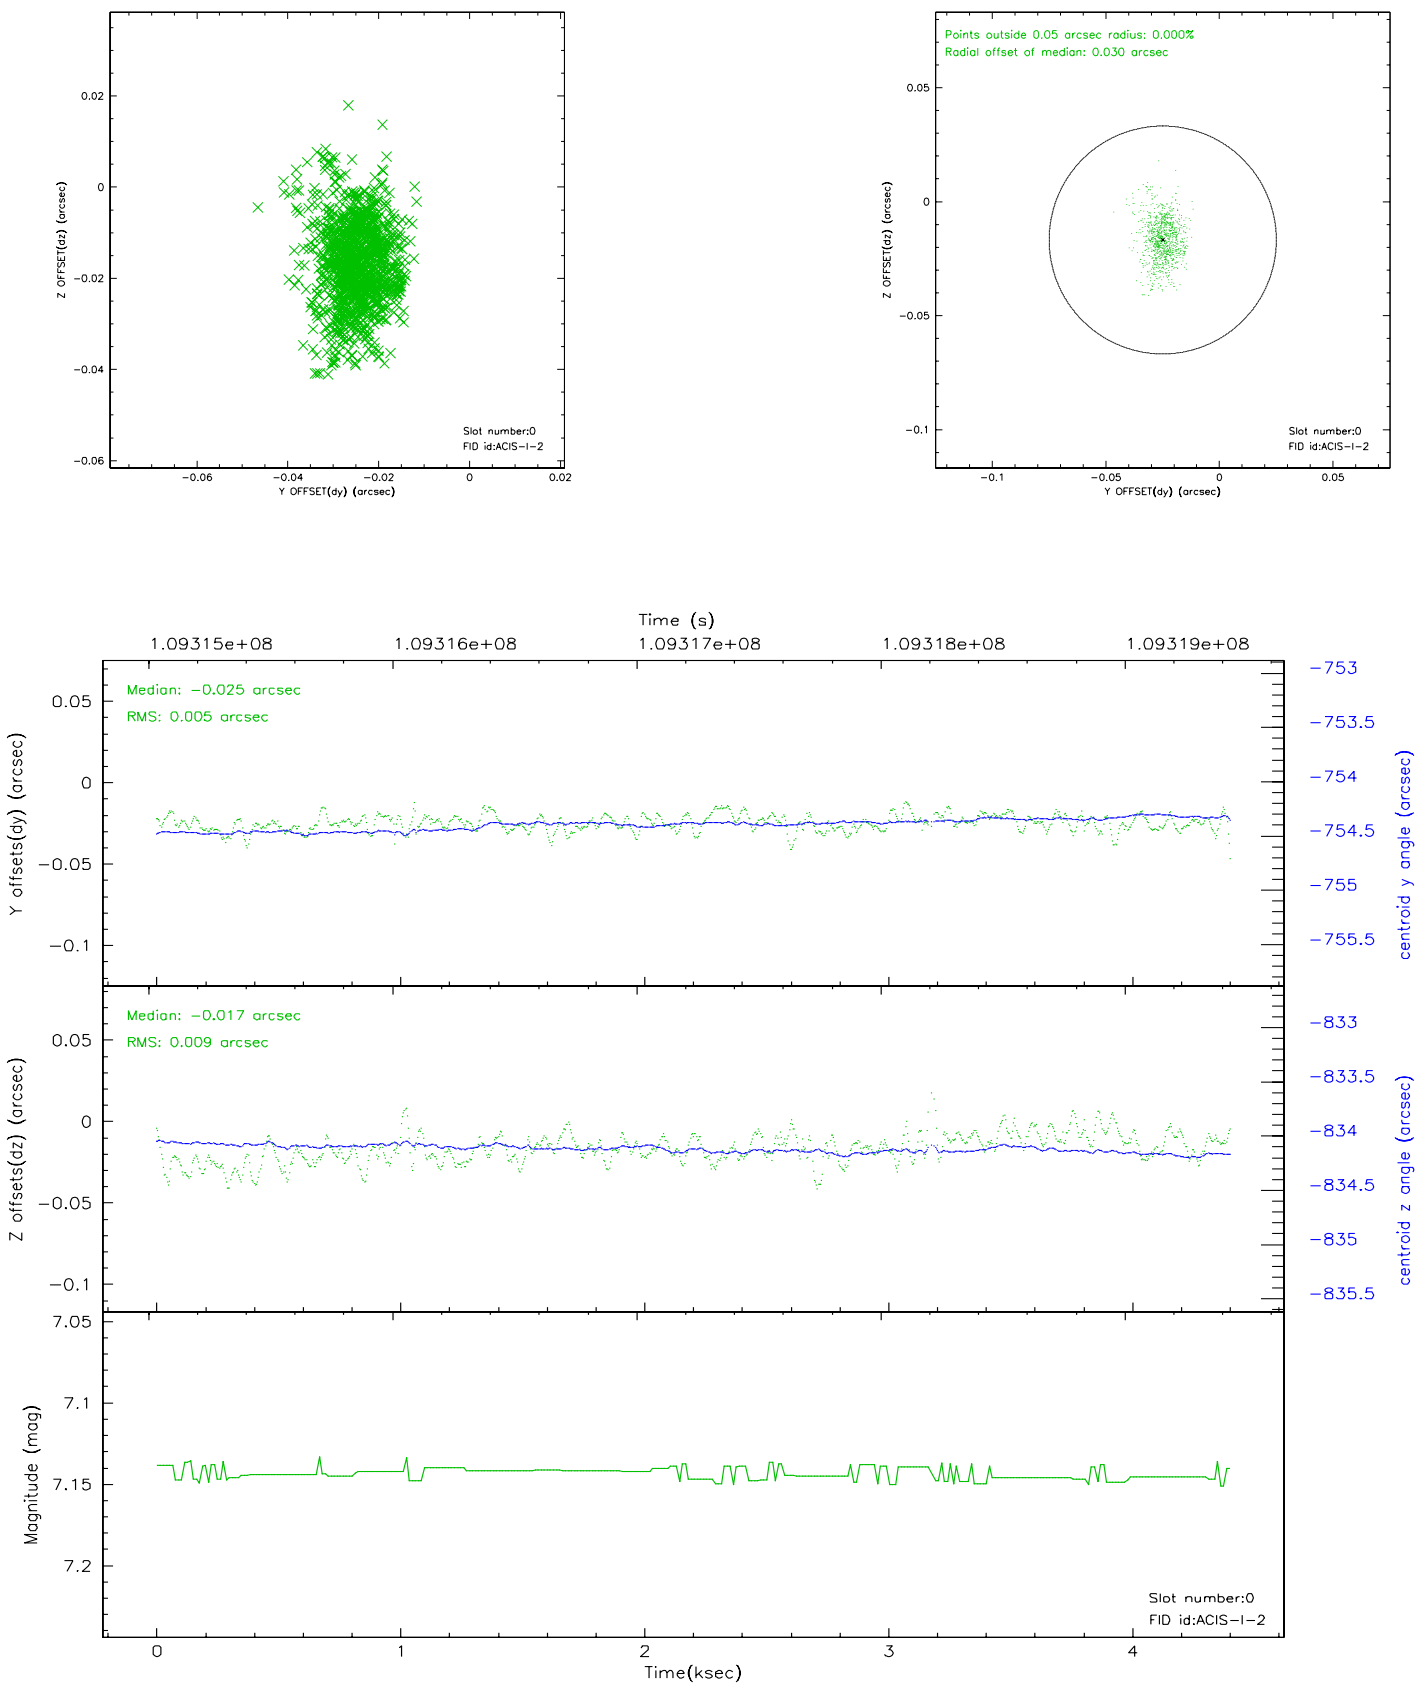 0.02
0
−0.02
−0.04
−0.06
Z OFFSET(dz) (arcsec)
−0.06
−0.04
−0.02
0
0.02
Y OFFSET(dy) (arcsec)
Slot number:0
FID id:ACIS−I−2
Points outside 0.05 arcsec radius: 0.000%
Radial offset of median: 0.030 arcsec
0.05
0
−0.05
−0.1
Z OFFSET(dz) (arcsec)
−0.1
−0.05
0
0.05
Y OFFSET(dy) (arcsec)
Slot number:0
FID id:ACIS−I−2
Time (s)
1.09315e+08
1.09316e+08
1.09317e+08
1.09318e+08
1.09319e+08
Median: −0.025 arcsec
RMS: 0.005 arcsec
0.05
0
−0.05
−0.1
Y offsets(dy) (arcsec)
−753
−753.5
−754
−754.5
−755
−755.5
centroid y angle (arcsec)
Median: −0.017 arcsec
RMS: 0.009 arcsec
0.05
0
−0.05
−0.1
Z offsets(dz) (arcsec)
−833
−833.5
−834
−834.5
−835
−835.5
centroid z angle (arcsec)
7.05
7.1
7.15
7.2
Magnitude (mag)
Slot number:0
FID id:ACIS−I−2
0
1
2
3
4
Time(ksec)